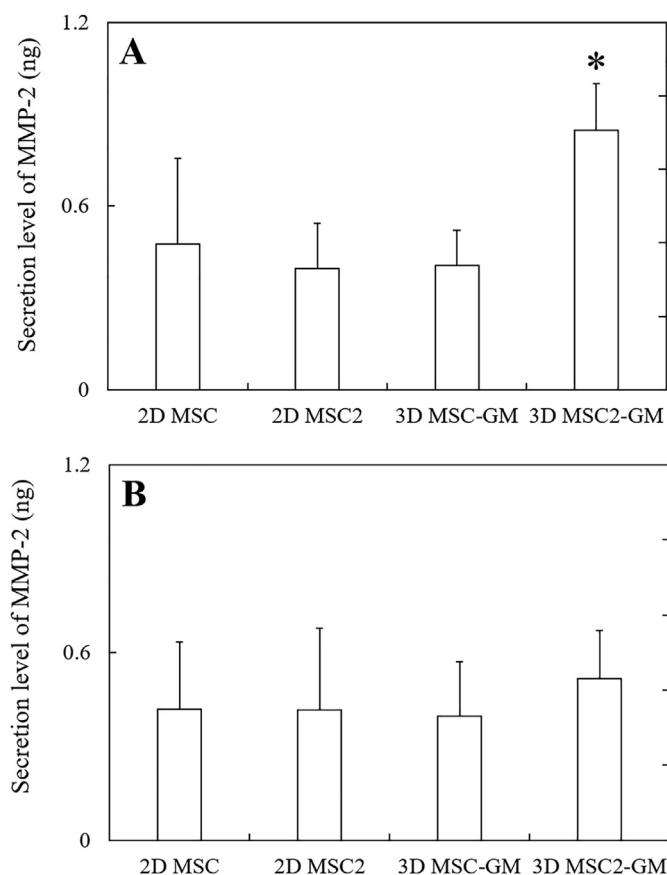 1.2
A
*
Secretion level of MMP-2 (ng)
0.6
0
2D MSC 2D MSC2 3D MSC-GM 3D MSC2-GM
1.2
B
Secretion level of MMP-2 (ng)
0.6
0
2D MSC 2D MSC2 3D MSC-GM 3D MSC2-GM